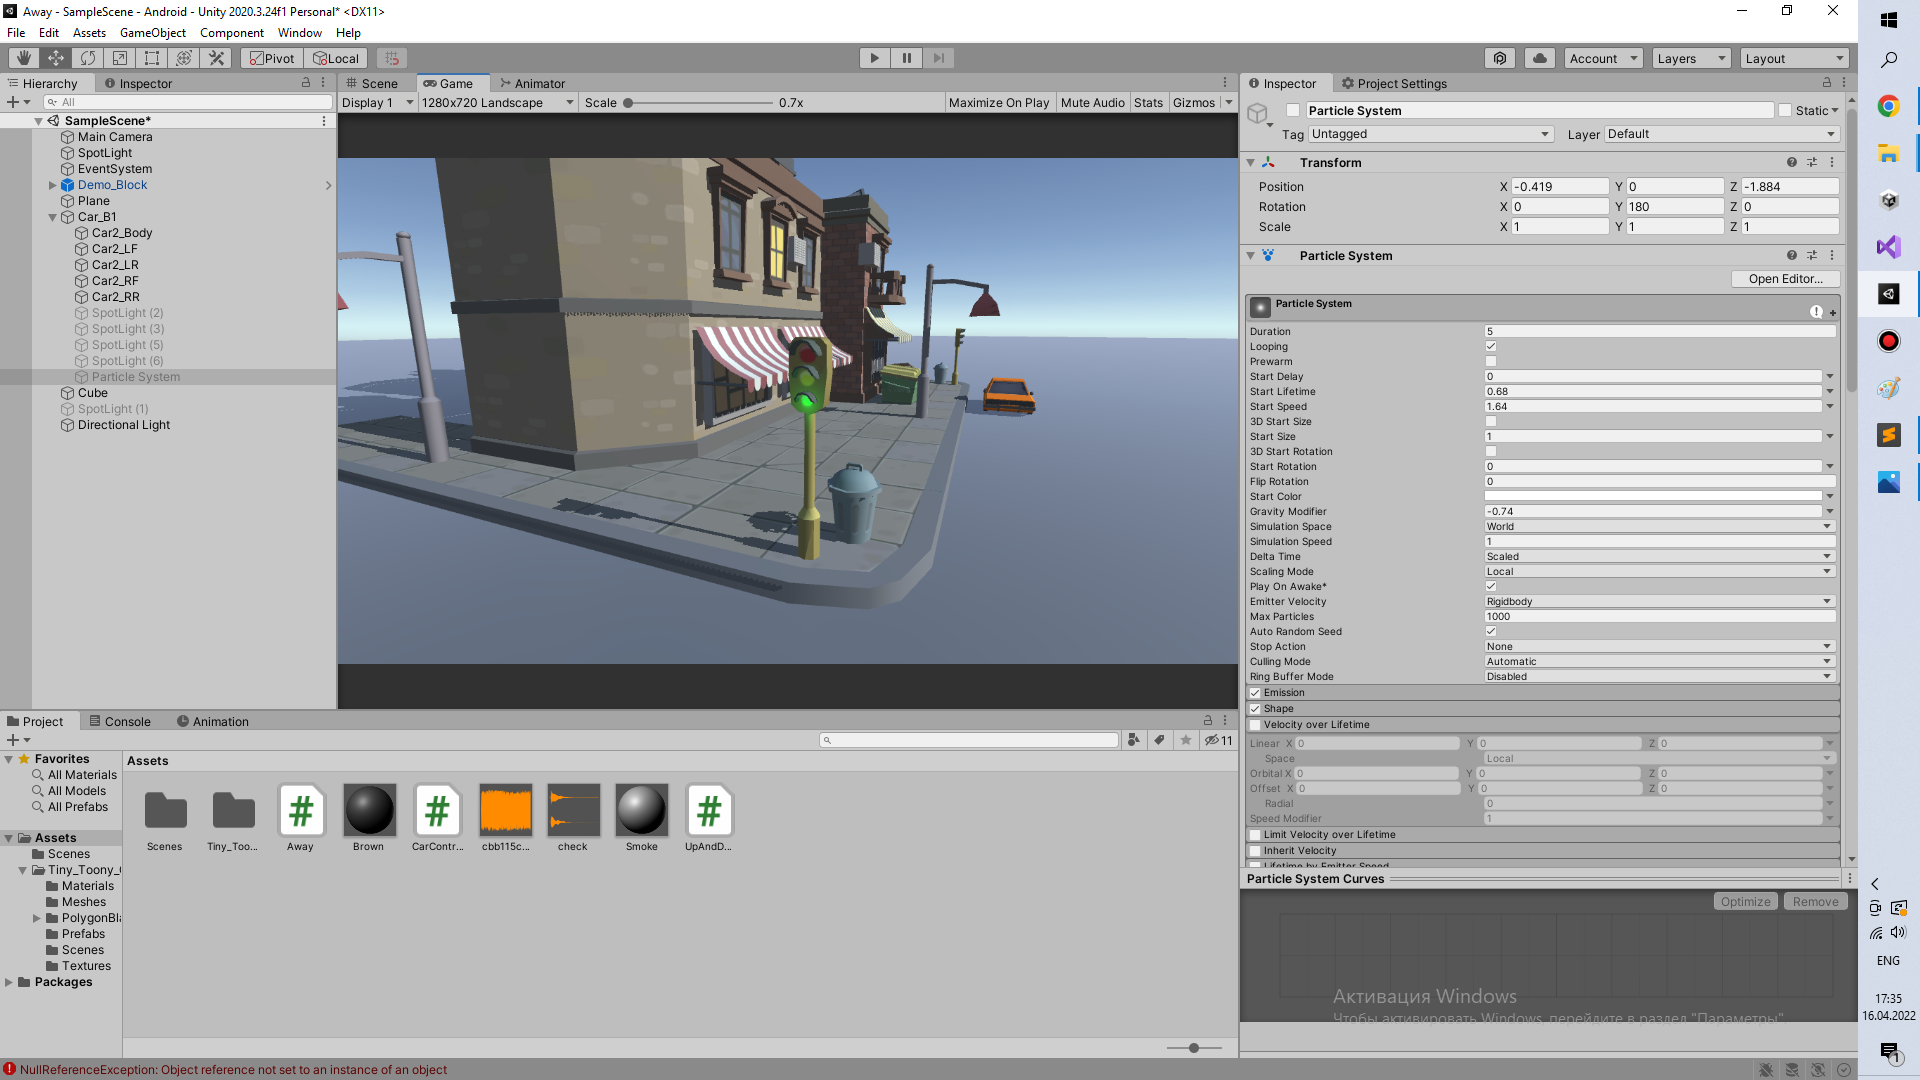 Away - SampleScene - Android - Unity 2020.3.24f1 Personal* <DX11>
File Edit Assets GameObject Component Window Help
Pivot Local Account Layers Layout
Hierarchy Inspector
All
SampleScene*
Main Camera
SpotLight
EventSystem
Demo_Block
Plane
Car_B1
Car2_Body
Car2_LF
Car2_LR
Car2_RF
Car2_RR
SpotLight (2)
SpotLight (3)
SpotLight (5)
SpotLight (6)
Particle System
Cube
SpotLight (1)
Directional Light
Scene Game Animator
Display 1 1280x720 Landscape Scale 0.7x Maximize On Play Mute Audio Stats Gizmos
Inspector Project Settings
Particle System Static
Tag Untagged Layer Default
Transform
Position X -0.419 Y 0 Z -1.884
Rotation X 0 Y 180 Z 0
Scale X 1 Y 1 Z 1
Particle System
Open Editor...
Particle System
Duration 5
Looping
Prewarm
Start Delay 0
Start Lifetime 0.68
Start Speed 1.64
3D Start Size
Start Size 1
3D Start Rotation
Start Rotation 0
Flip Rotation 0
Start Color
Gravity Modifier -0.74
Simulation Space World
Simulation Speed 1
Delta Time Scaled
Scaling Mode Local
Play On Awake*
Emitter Velocity Rigidbody
Max Particles 1000
Auto Random Seed
Stop Action None
Culling Mode Automatic
Ring Buffer Mode Disabled
Emission
Shape
Velocity over Lifetime
Linear X 0 Y 0 Z 0
Space Local
Orbital X 0 Y 0 Z 0
Offset X 0 Y 0 Z 0
Radial 0
Speed Modifier 1
Limit Velocity over Lifetime
Inherit Velocity
Lifetime by Emitter Speed
Particle System Curves
Optimize Remove
Активация Windows
Чтобы активировать Windows, перейдите в раздел "Параметры".
Project Console Animation
11
Favorites
All Materials
All Models
All Prefabs
Assets
Scenes
Tiny_Toony_
Materials
Meshes
PolygonBla
Prefabs
Scenes
Textures
Packages
Assets
Scenes Tiny_Too... Away Brown CarContr... cbb115c... check Smoke UpAndD...
NullReferenceException: Object reference not set to an instance of an object
ENG
17:35
16.04.2022
1